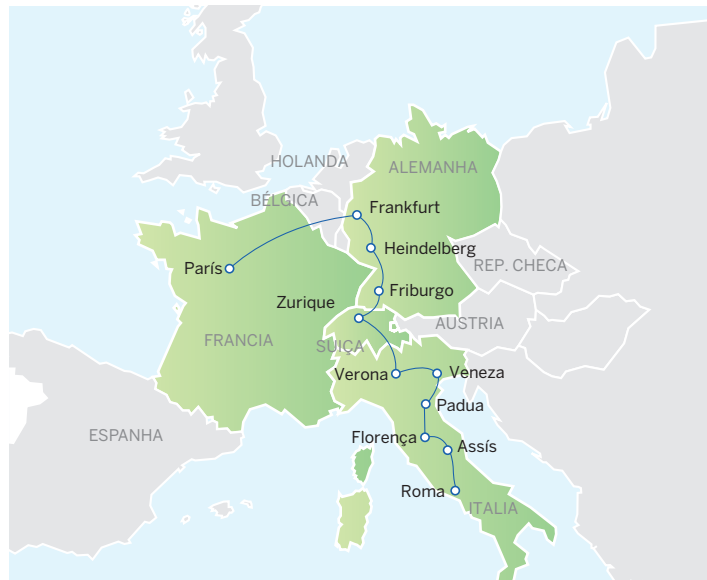 HOLANDA
ALEMANHA
BÉLGICA
Frankfurt
Heindelberg
París
REP. CHECA
Friburgo
Zurique
AUSTRIA
FRANCIA
SUIÇA
Verona
Veneza
Padua
ESPANHA
Florença
Assís
Roma
ITALIA